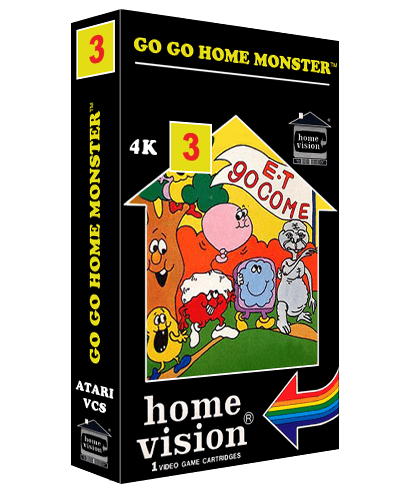 3
GO GO HOME MONSTER™
ATARI
VCS
home
vision
GO GO HOME MONSTER™
4K
3
home
vision
E.T
GO COME
home
vision®
1 VIDEO GAME CARTRIDGES